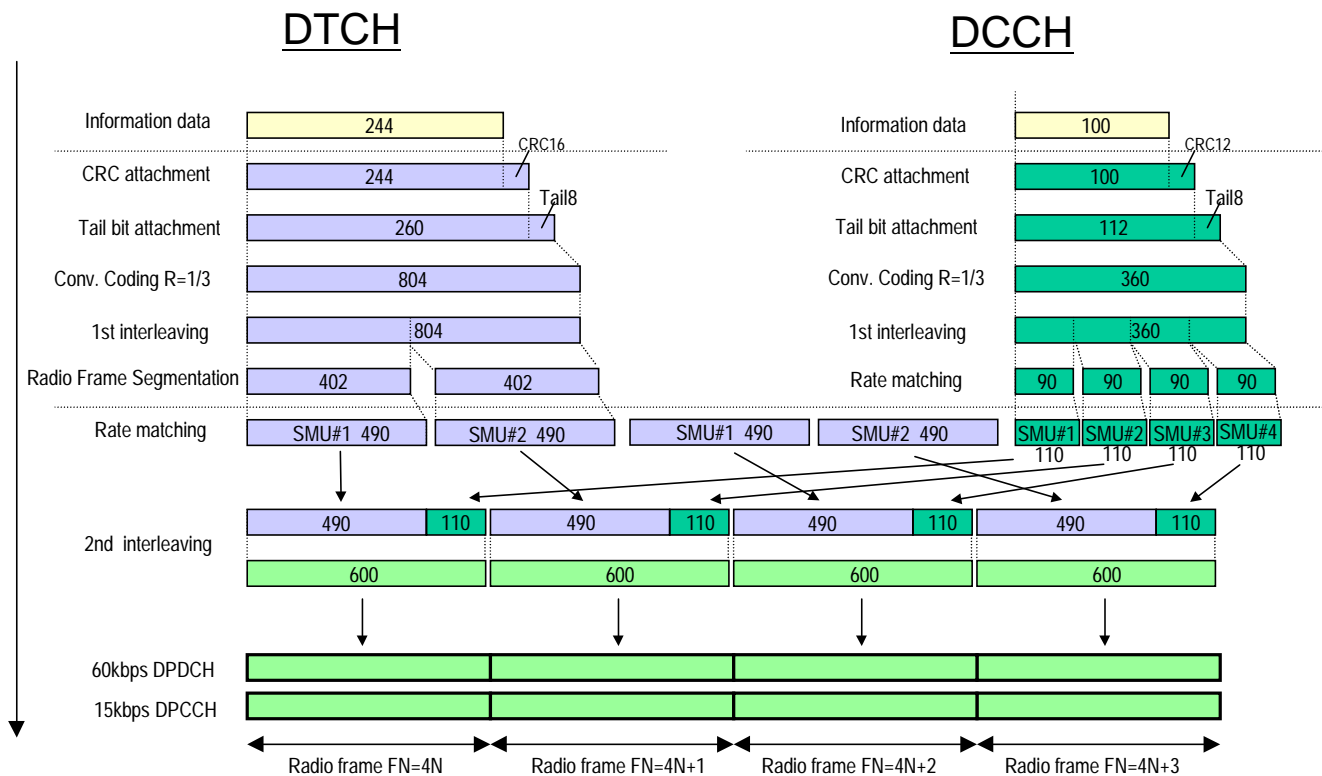 DTCH
DCCH
Information data
244
Information data
100
CRC16
CRC12
CRC attachment
244
CRC attachment
100
Tail8
Tail8
Tail bit attachment
260
Tail bit attachment
112
Conv. Coding R=1/3
804
Conv. Coding R=1/3
360
1st interleaving
804
1st interleaving
360
Radio Frame Segmentation
402
402
Rate matching
90
90
90
90
Rate matching
SMU#1 490
SMU#2 490
SMU#1 490
SMU#2 490
SMU#1
SMU#2
SMU#3
SMU#4
110
110
110
110
2nd interleaving
490
110
490
110
490
110
490
110
600
600
600
600
60kbps DPDCH
15kbps DPCCH
Radio frame FN=4N
Radio frame FN=4N+1
Radio frame FN=4N+2
Radio frame FN=4N+3